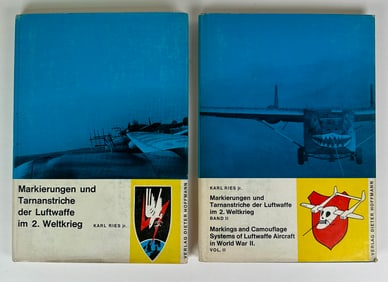 Markierungen und
Tarnanstriche
der Luftwaffe
im 2. Weltkrieg KARL RIES jr.
VERLAG DIETER HOFFMANN
KARL RIES jr.
Markierungen und
Tarnanstriche der Luftwaffe
im 2. Weltkrieg
BAND II
Markings and Camouflage
Systems of Luftwaffe Aircraft
in World War II.
VOL. II
VERLAG DIETER HOFFMANN